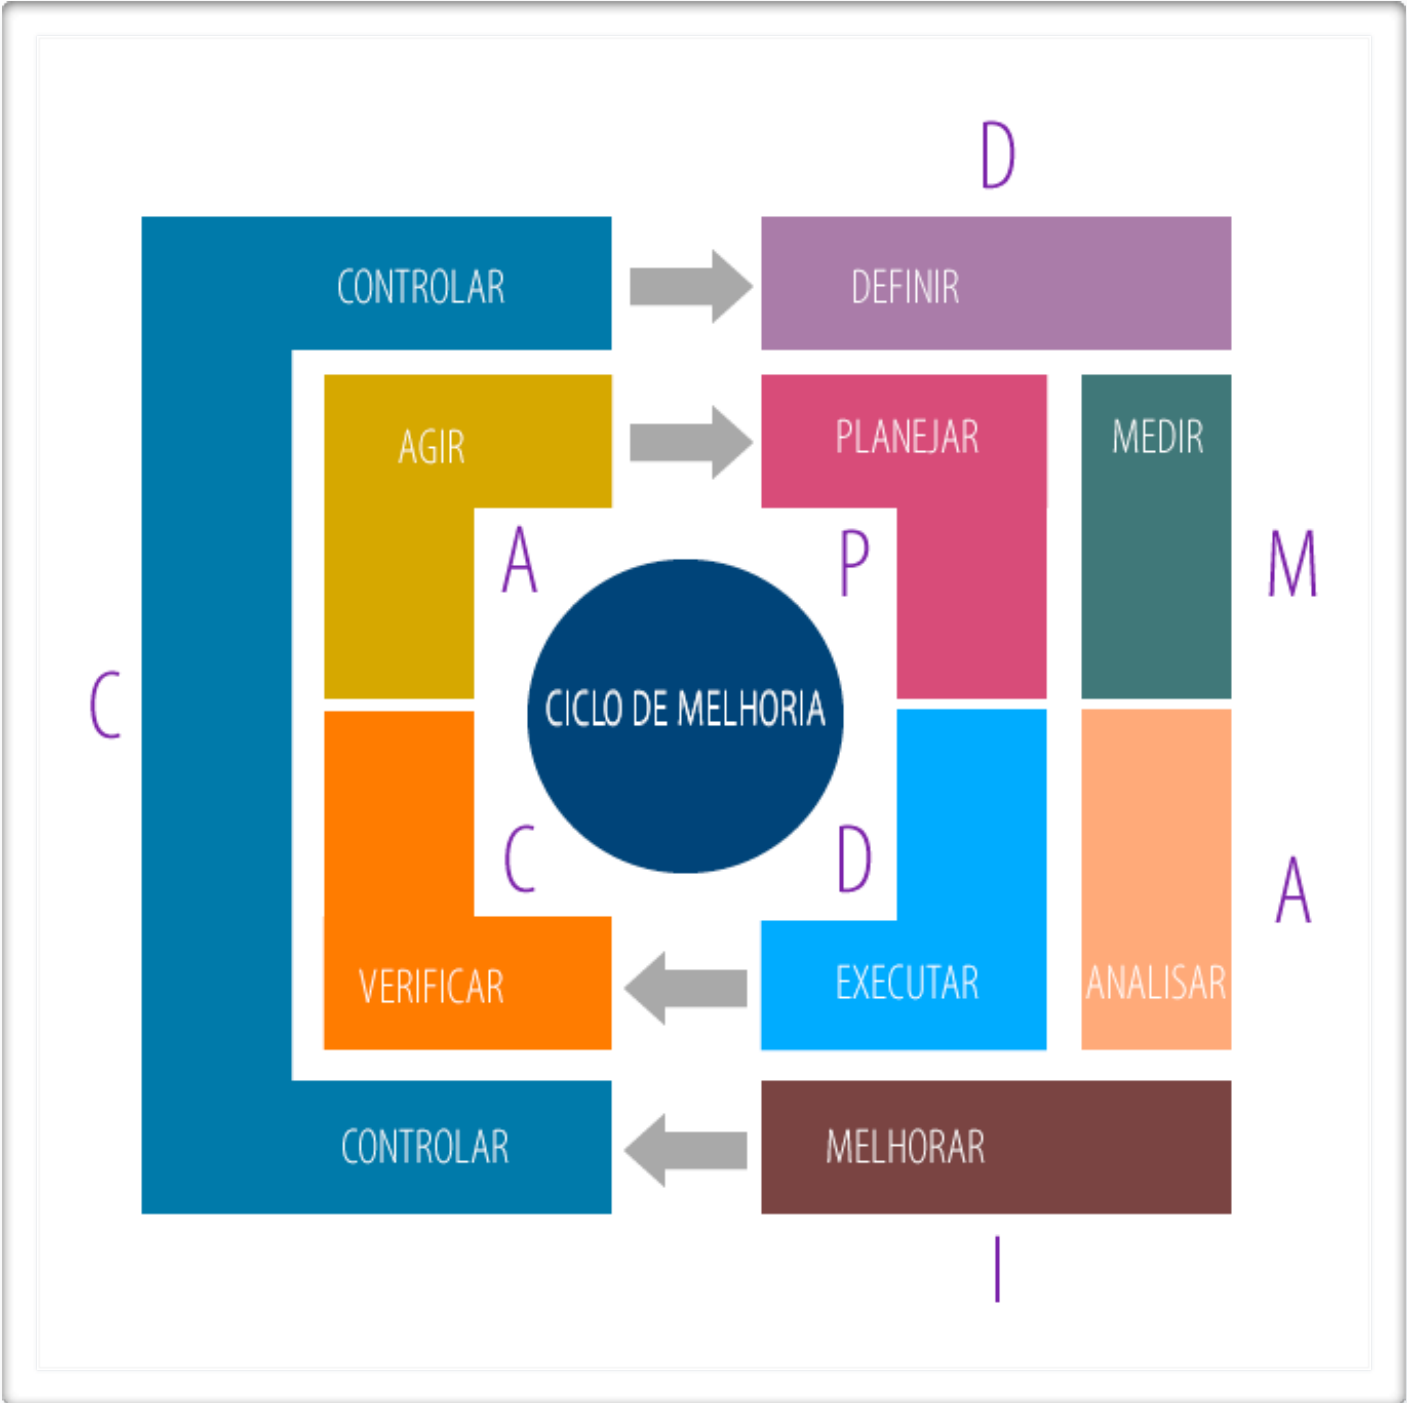 D
CONTROLAR
DEFINIR
AGIR
PLANEJAR
MEDIR
A
P
M
C
CICLO DE MELHORIA
C
D
A
VERIFICAR
EXECUTAR
ANALISAR
CONTROLAR
MELHORAR
I